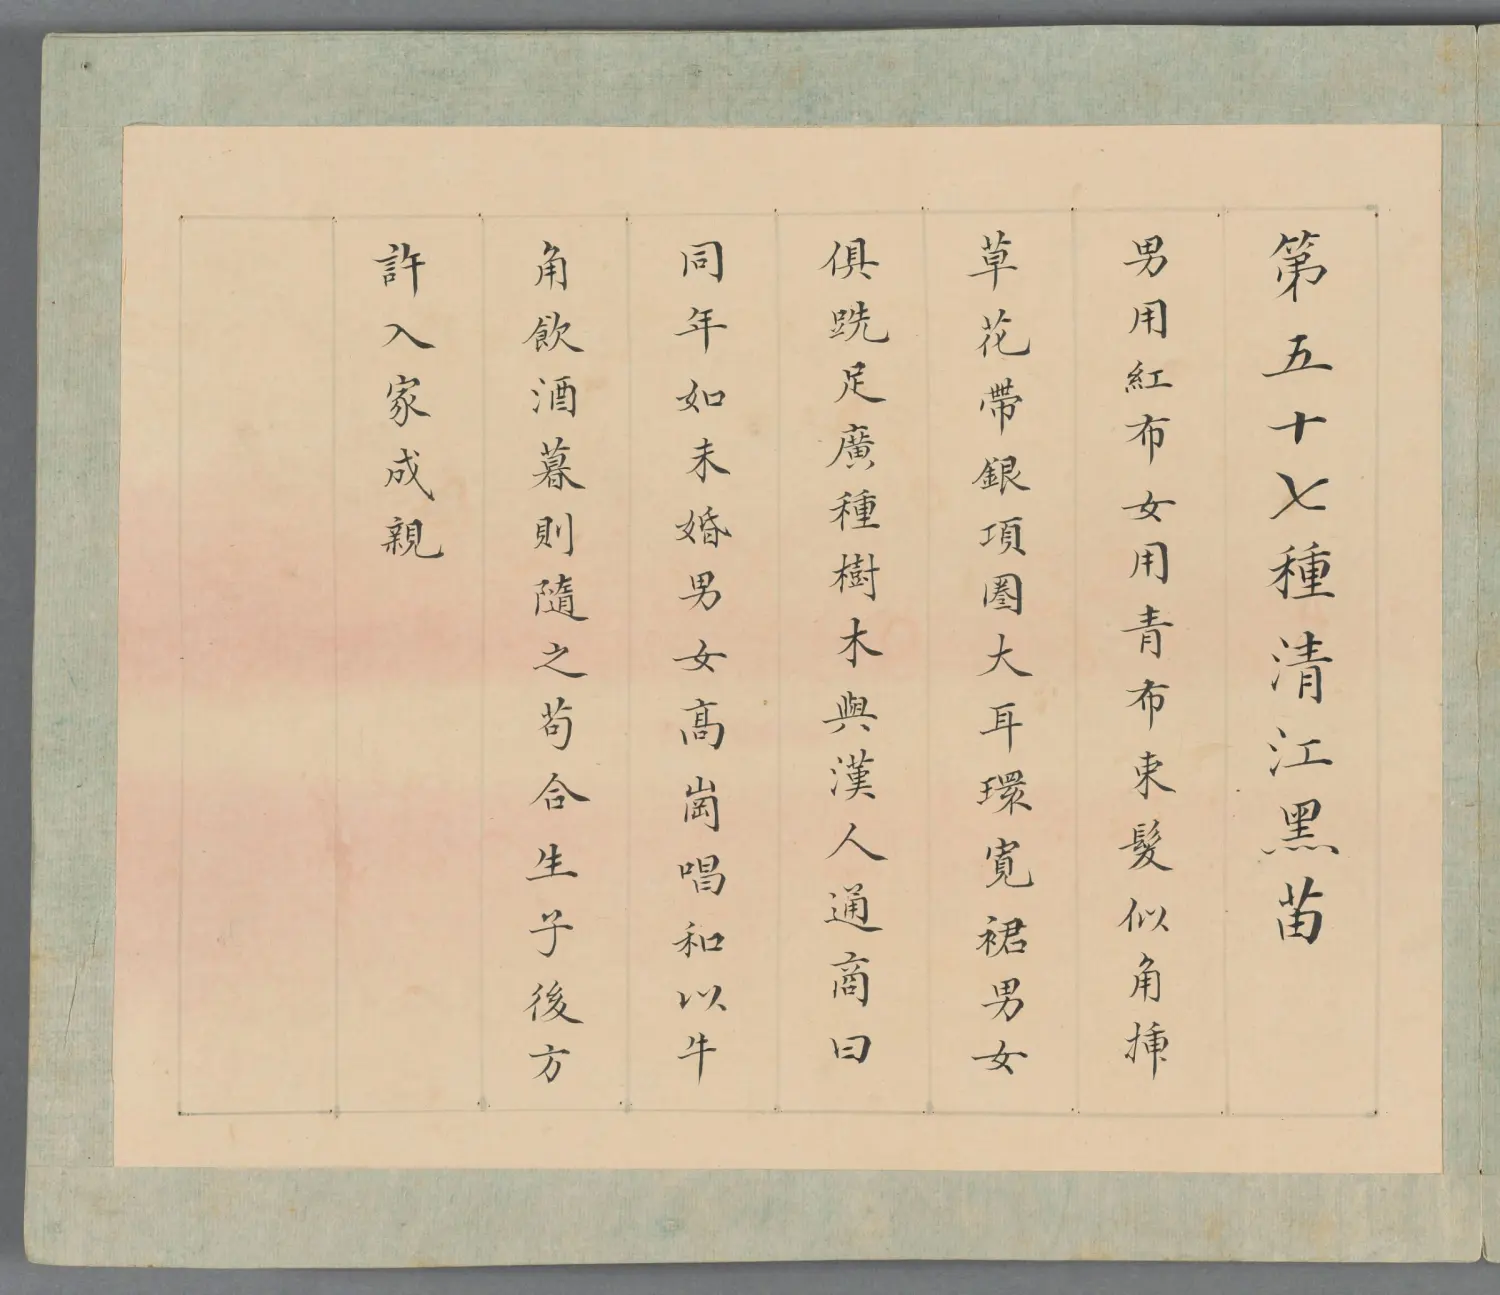 第五十七種清江黑苗
男用紅布女用青布束髮似角揷
草花帶銀項圈大耳環寬裙男女
俱跣足廣種樹木與漢人通商曰
同年如未婚男女高崗唱和以牛
角飲酒暮則隨之茍合生子後方
許入家成親